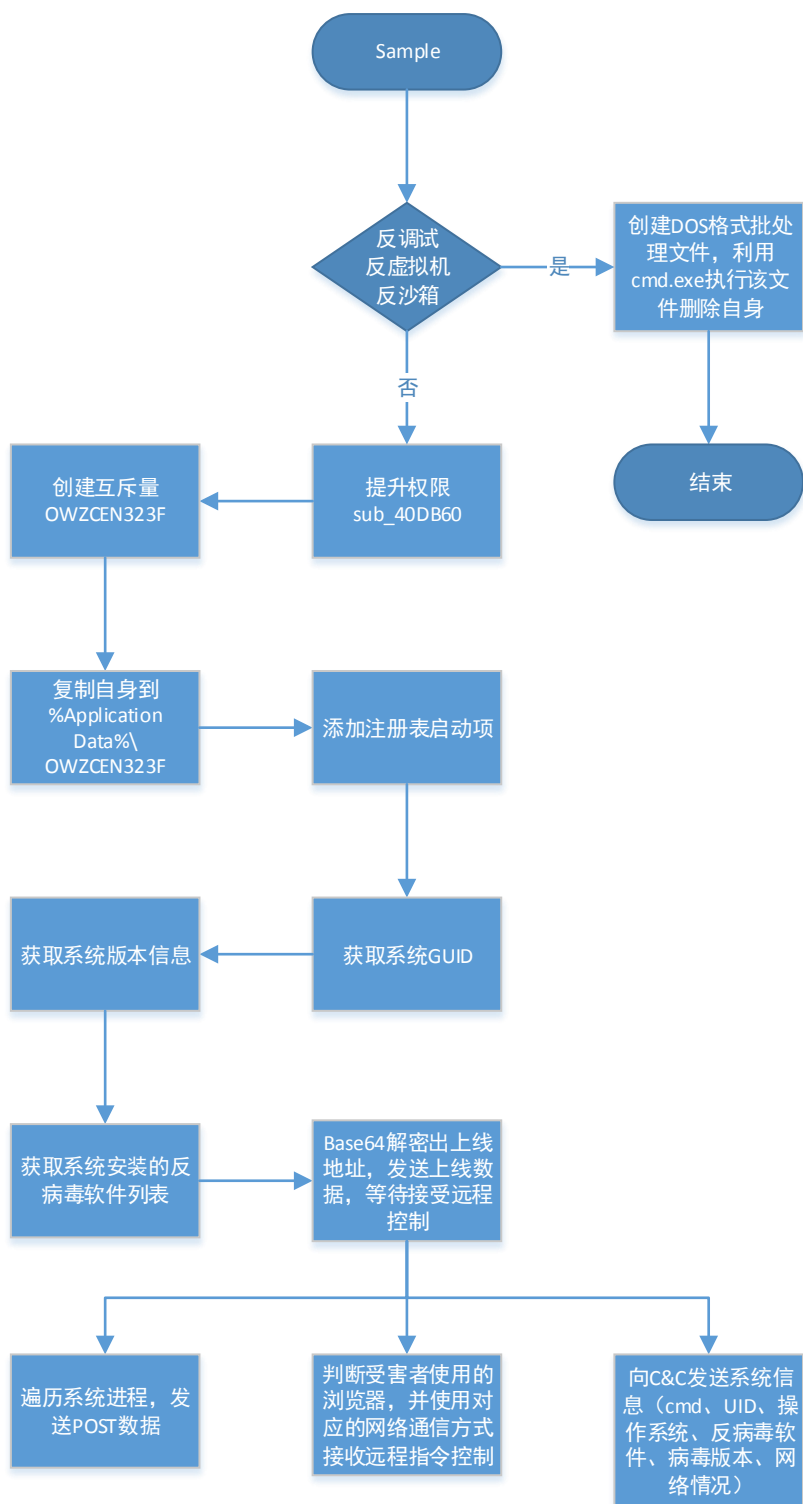 Sample
反调试
反虚拟机
反沙箱
是
创建DOS格式批处
理文件，利用
cmd.exe执行该文
件删除自身
否
结束
提升权限
sub_40DB60
创建互斥量
OWZCEN323F
复制自身到
%Application
Data%\
OWZCEN323F
添加注册表启动项
获取系统GUID
获取系统版本信息
获取系统安装的反
病毒软件列表
Base64解密出上线
地址，发送上线数
据，等待接受远程
控制
遍历系统进程，发
送POST数据
判断受害者使用的
浏览器，并使用对
应的网络通信方式
接收远程指令控制
向C&C发送系统信
息（cmd、UID、操
作系统、反病毒软
件、病毒版本、网
络情况）